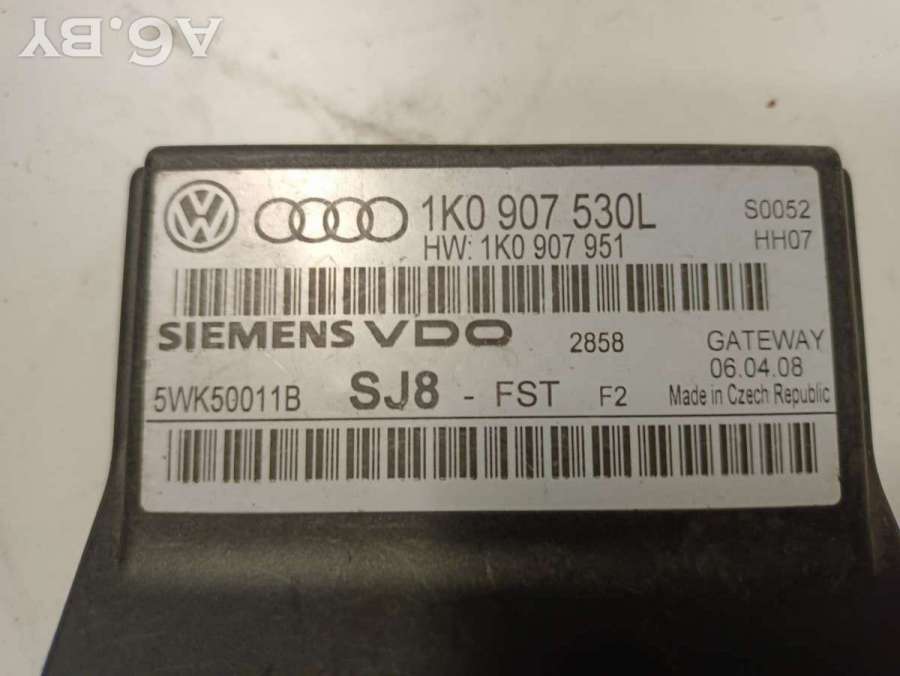 A6.BY
1K0 907 530L S0052
HW: 1K0 907 951 HH07
SIEMENS VDO 2858 GATEWAY
06.04.08
5WK50011B SJ8 - FST F2 Made in Czech Republic